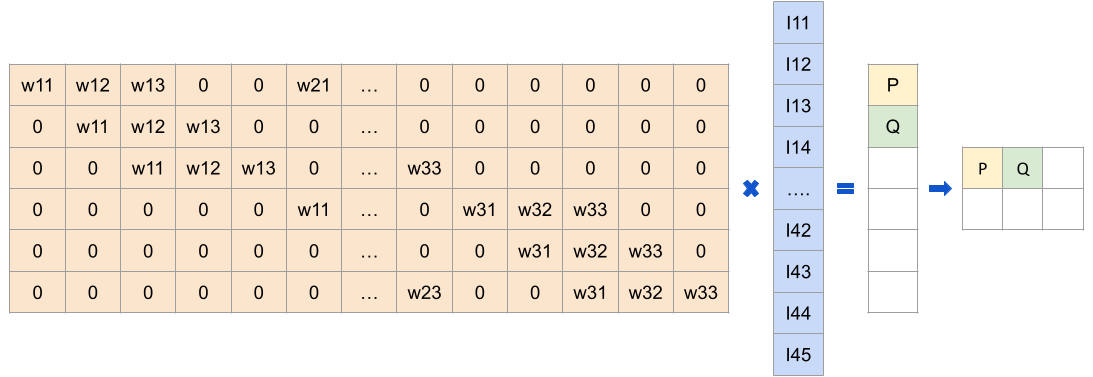 w11 w12 w13 0 0 w21 ... 0 0 0 0 0 0
0 w11 w12 w13 0 0 ... 0 0 0 0 0 0
0 0 w11 w12 w13 0 ... w33 0 0 0 0 0
0 0 0 0 0 w11 ... 0 w31 w32 w33 0 0
0 0 0 0 0 0 ... 0 0 w31 w32 w33 0
0 0 0 0 0 0 ... w23 0 0 w31 w32 w33
×
I11
I12
I13
I14
....
I42
I43
I44
I45
=
P
Q
→
P Q